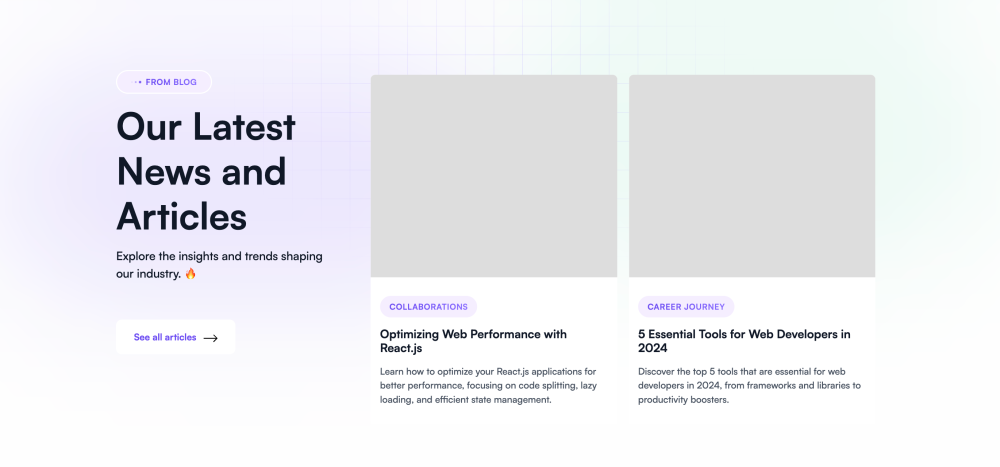 FROM BLOG
Our Latest
News and
Articles
Explore the insights and trends shaping
our industry. 🔥
See all articles
COLLABORATIONS
Optimizing Web Performance with
React.js
Learn how to optimize your React.js applications for
better performance, focusing on code splitting, lazy
loading, and efficient state management.
CAREER JOURNEY
5 Essential Tools for Web Developers in
2024
Discover the top 5 tools that are essential for web
developers in 2024, from frameworks and libraries to
productivity boosters.